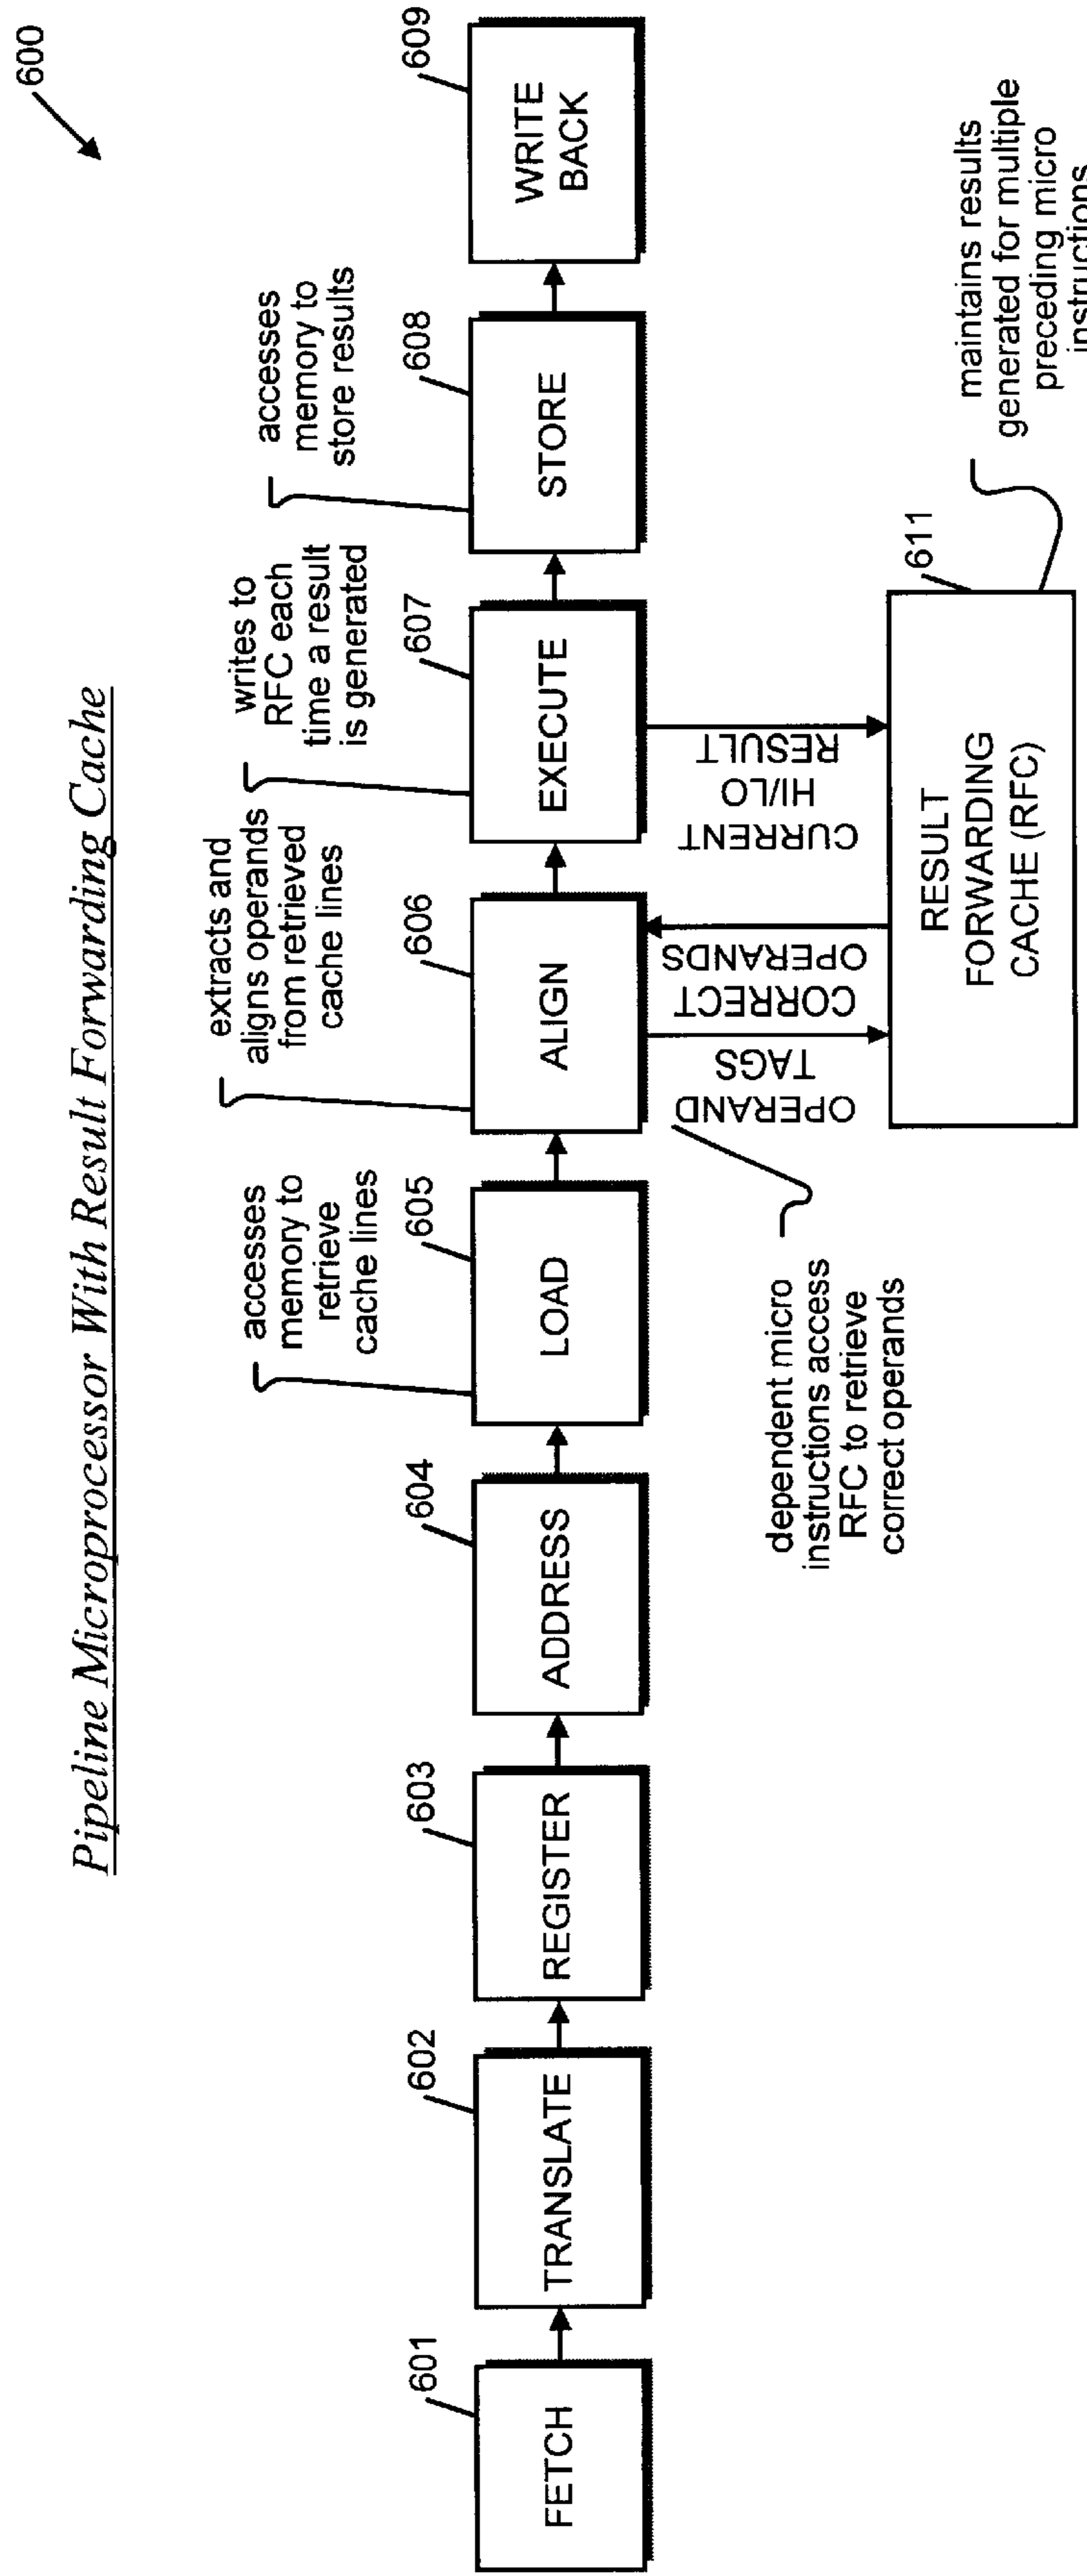 Pipeline Microprocessor With Result Forwarding Cache
600
accesses
memory to
retrieve
cache lines
extracts and
aligns operands
from retrieved
cache lines
writes to
RFC each
time a result
is generated
accesses
memory to
store results
601
602
603
604
605
606
607
608
609
FETCH
TRANSLATE
REGISTER
ADDRESS
LOAD
ALIGN
EXECUTE
STORE
WRITE
BACK
OPERAND
TAGS
CORRECT
OPERANDS
CURRENT
HI/LO
RESULT
dependent micro
instructions access
RFC to retrieve
correct operands
611
RESULT
FORWARDING
CACHE (RFC)
maintains results
generated for multiple
preceding micro
instructions